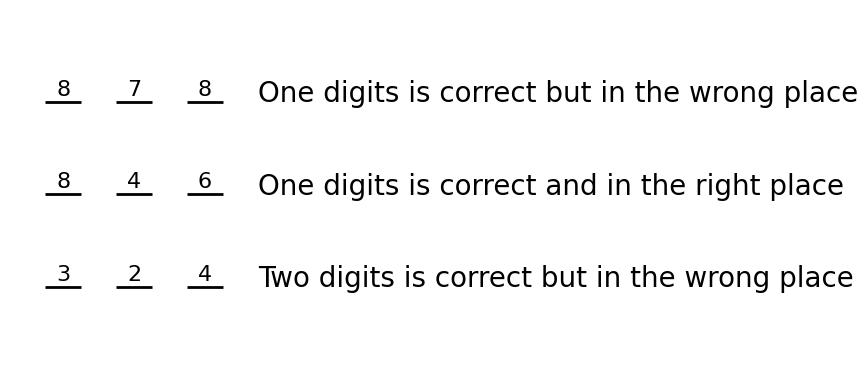 8 7 8 One digits is correct but in the wrong place
8 4 6 One digits is correct and in the right place
3 2 4 Two digits is correct but in the wrong place